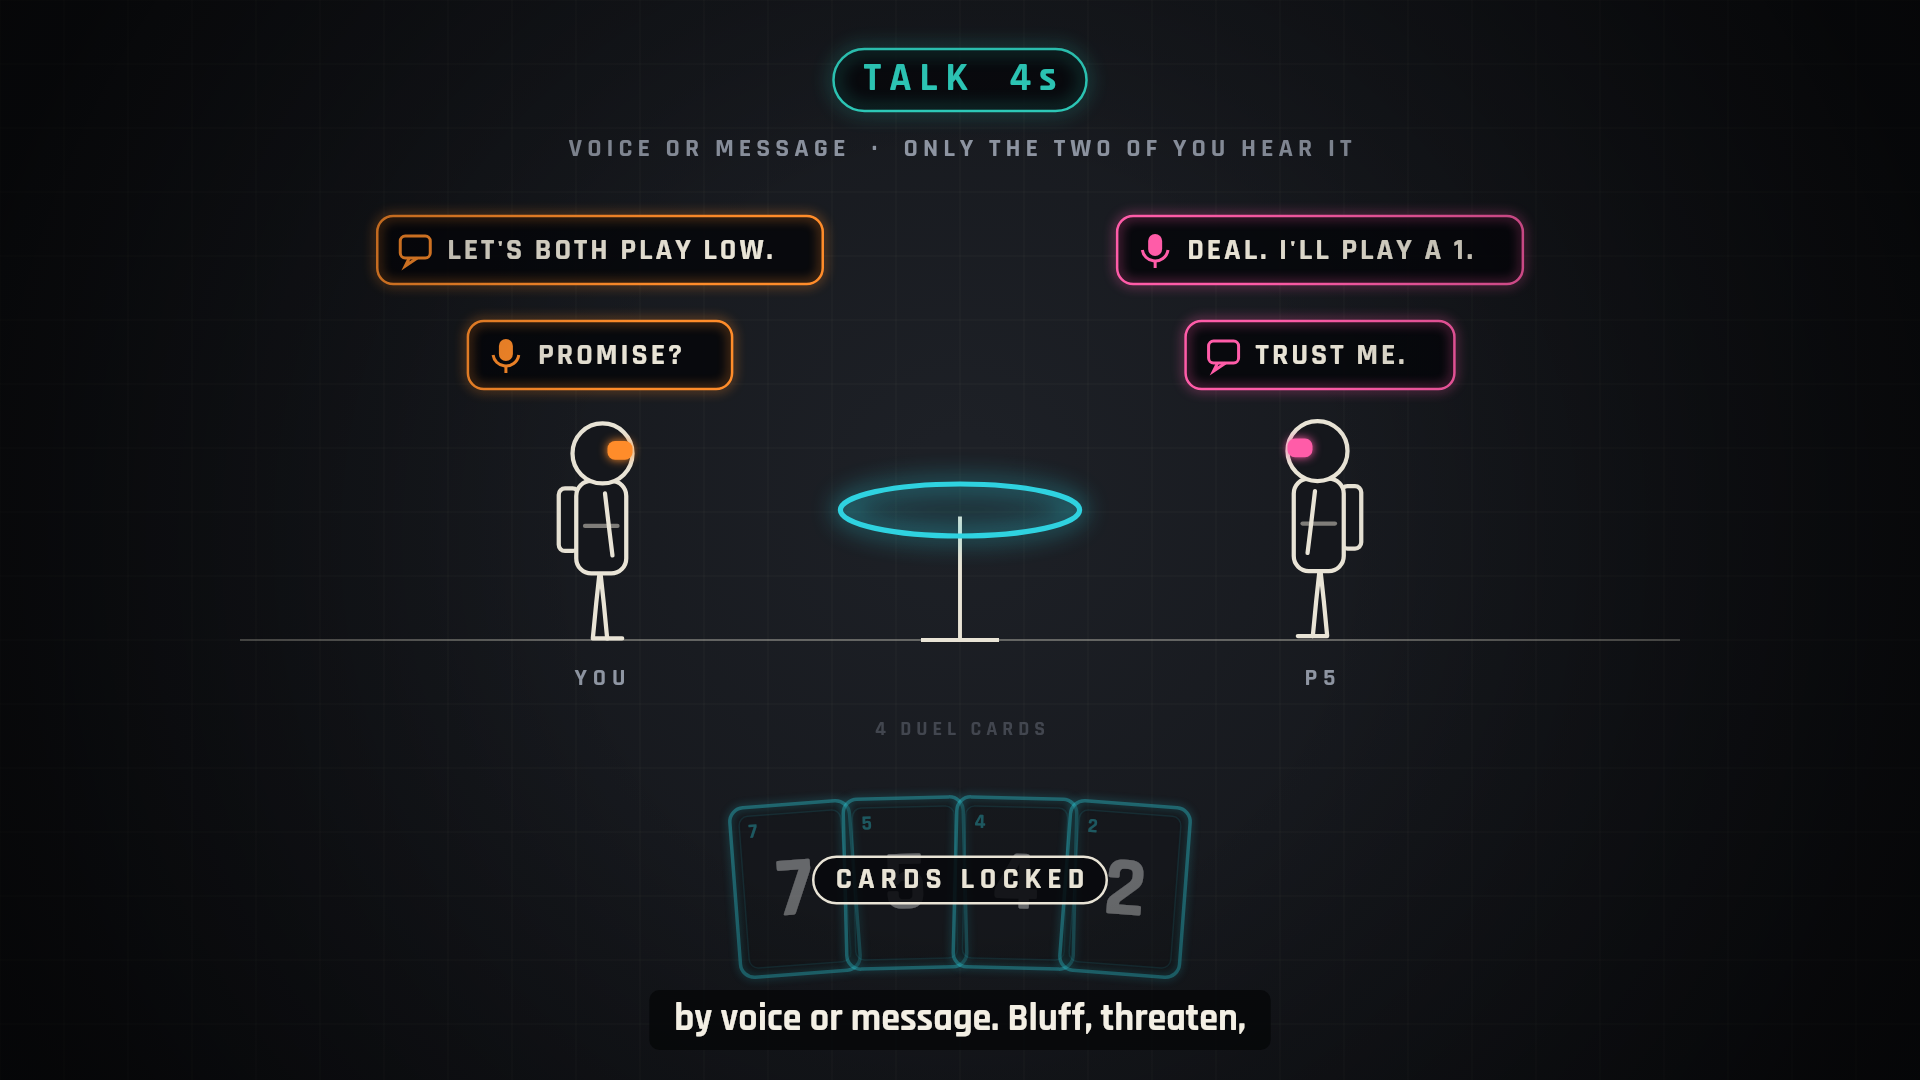 TALK 4s
VOICE OR MESSAGE · ONLY THE TWO OF YOU HEAR IT
LET'S BOTH PLAY LOW.
DEAL. I'LL PLAY A 1.
PROMISE?
TRUST ME.
YOU
P5
4 DUEL CARDS
7 5 4 2
7 5 4 2
CARDS LOCKED
by voice or message. Bluff, threaten,